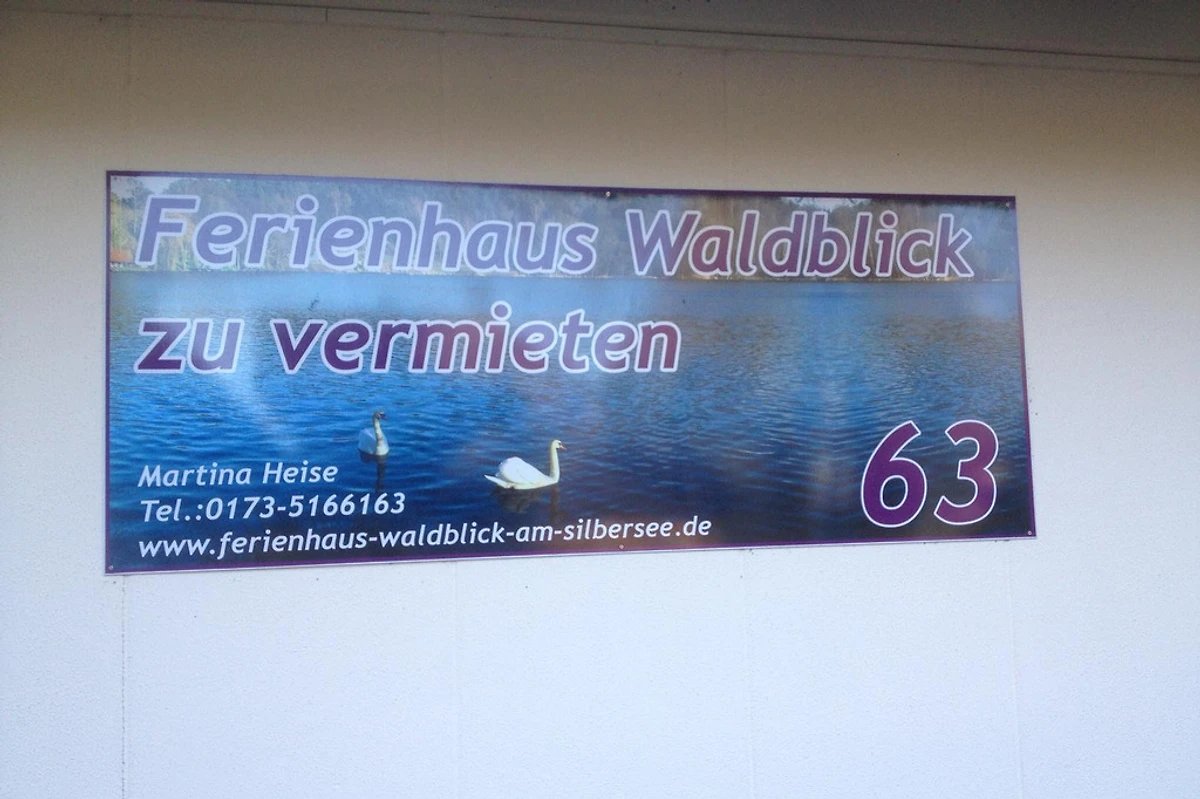 Ferienhaus Waldblick
zu vermieten
Martina Heise
Tel.:0173-5166163
www.ferienhaus-waldblick-am-silbersee.de
63